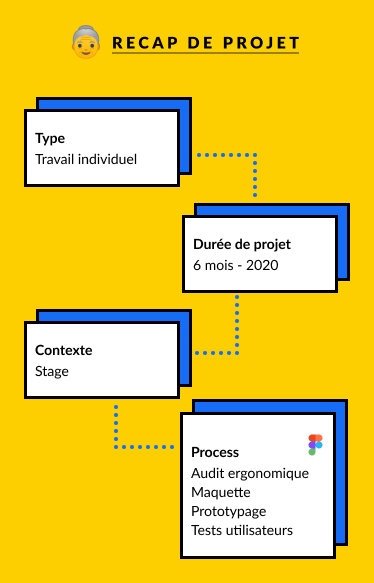 RECAP DE PROJET
Type
Travail individuel
Durée de projet
6 mois - 2020
Contexte
Stage
Process
Audit ergonomique
Maquette
Prototypage
Tests utilisateurs